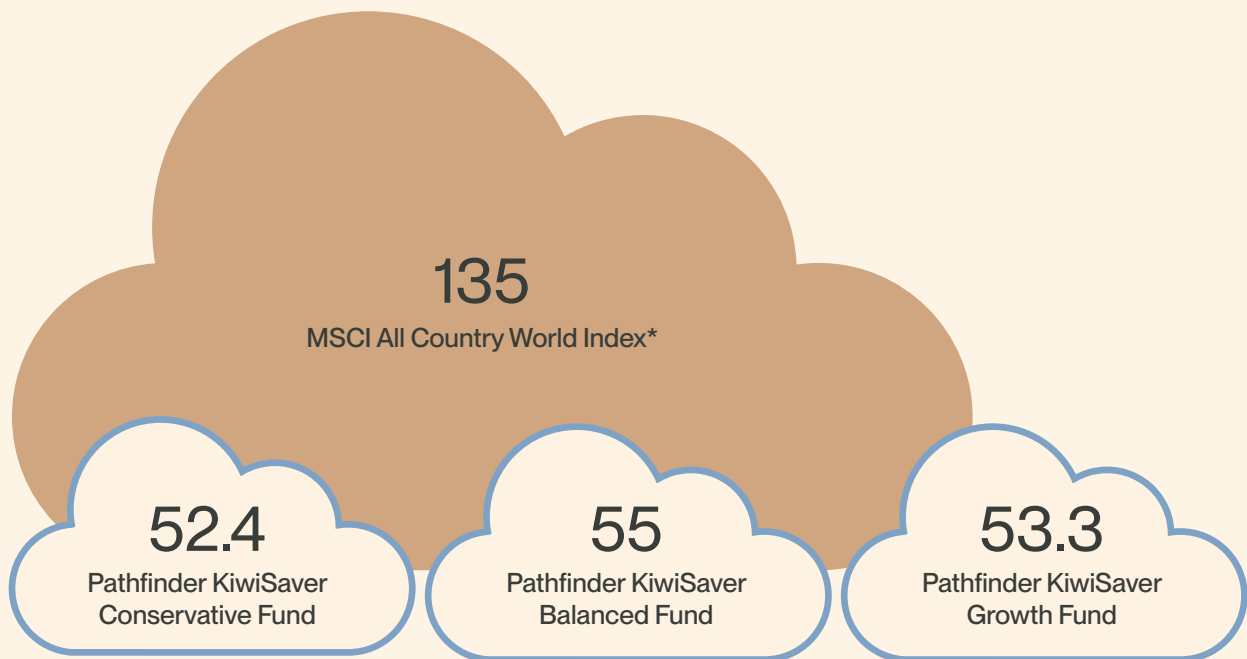 135
MSCI All Country World Index*
52.4
Pathfinder KiwiSaver
Conservative Fund
55
Pathfinder KiwiSaver
Balanced Fund
53.3
Pathfinder KiwiSaver
Growth Fund